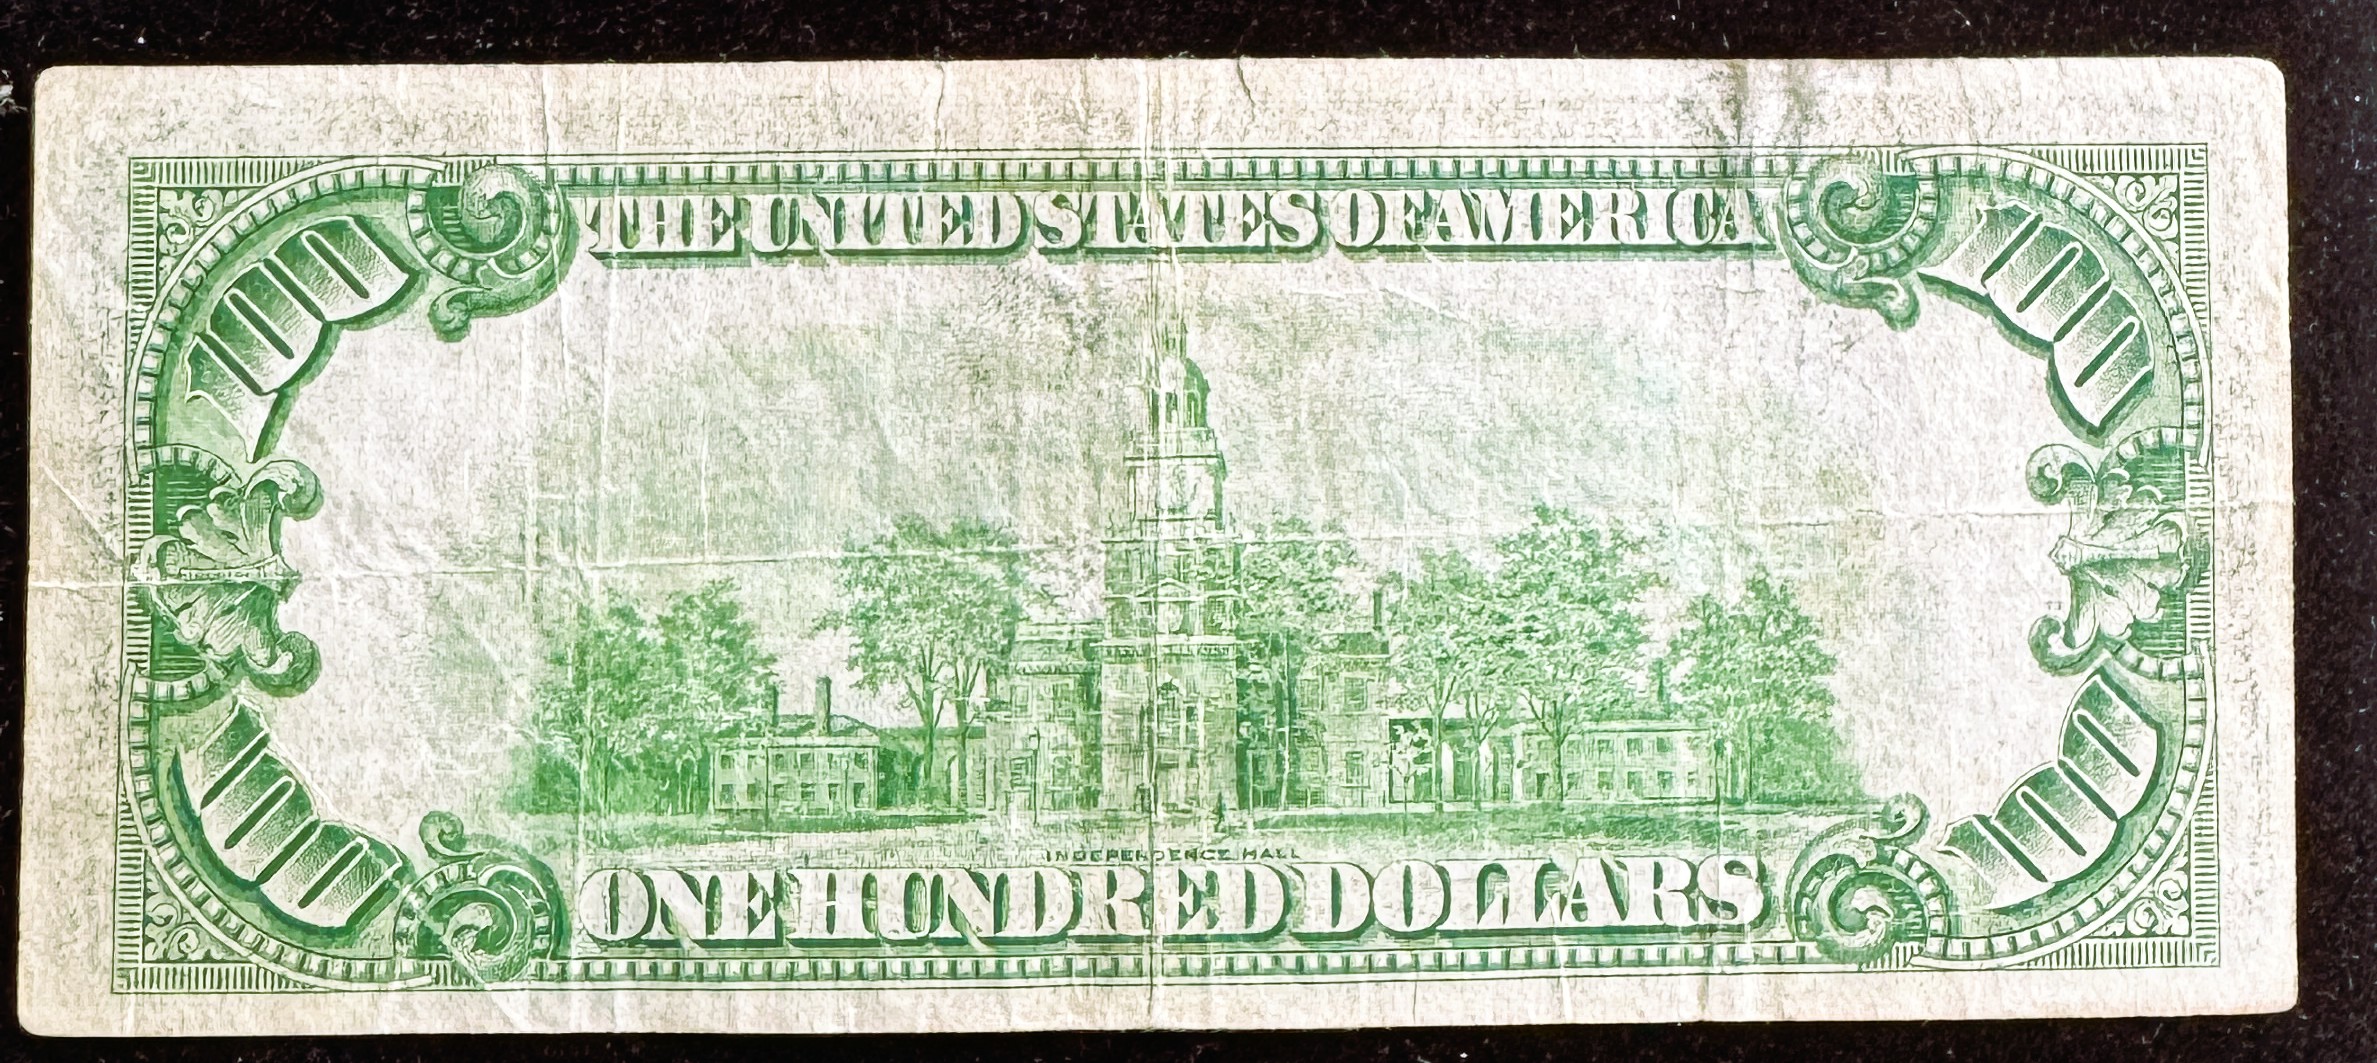 THE UNITED STATES OF AMERICA
100
100
100
100
INDEPENDENCE HALL
ONE HUNDRED DOLLARS